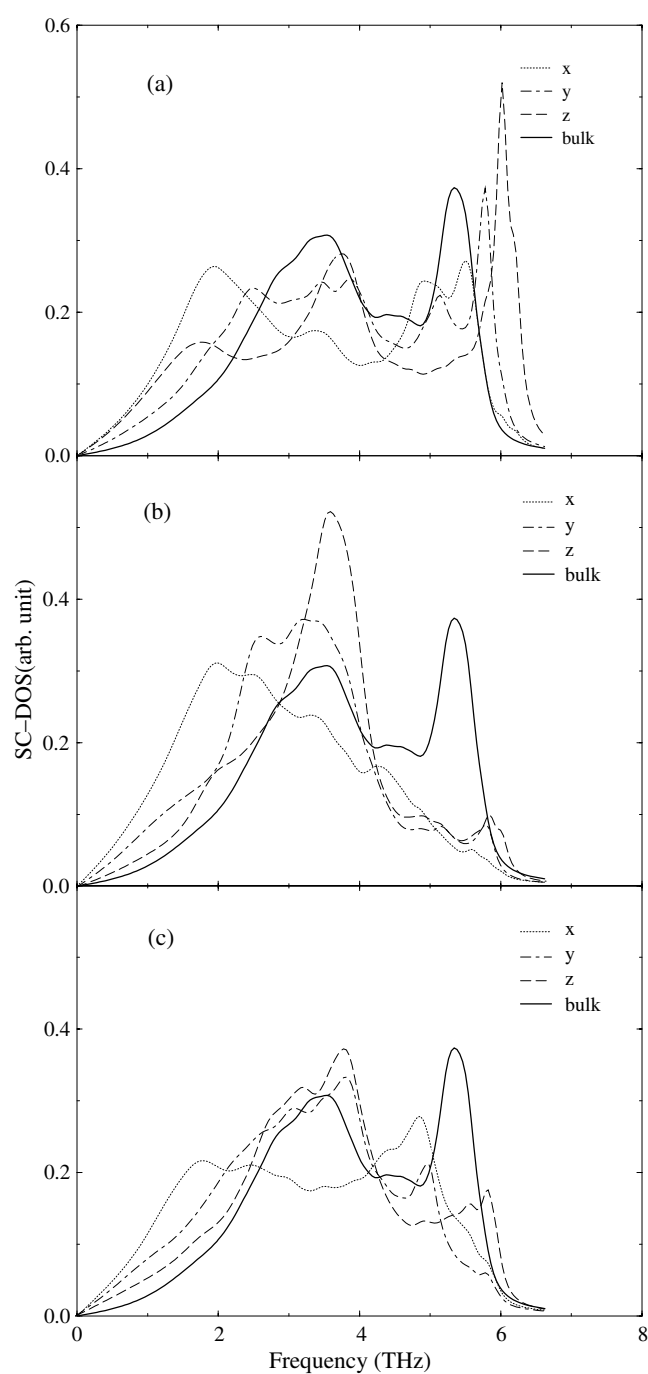 0.6
(a)
x
y
z
bulk
0.4
0.2
0.0
(b)
x
y
z
bulk
0.4
SC−DOS(arb. unit)
0.2
0.0
(c)
x
y
z
bulk
0.4
0.2
0.0
0 2 4 6 8
Frequency (THz)